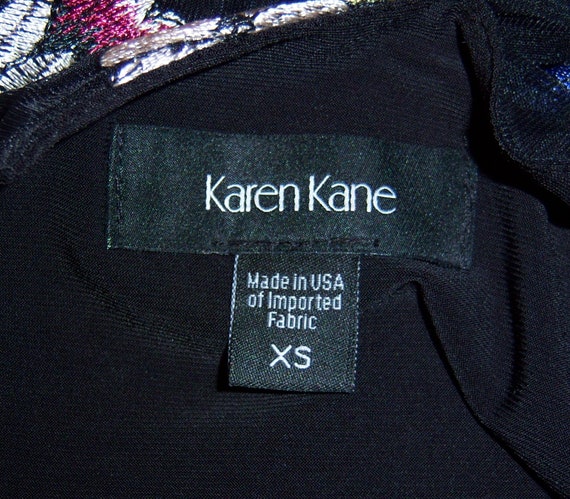 Karen Kane
Made in USA
of Imported
Fabric
XS